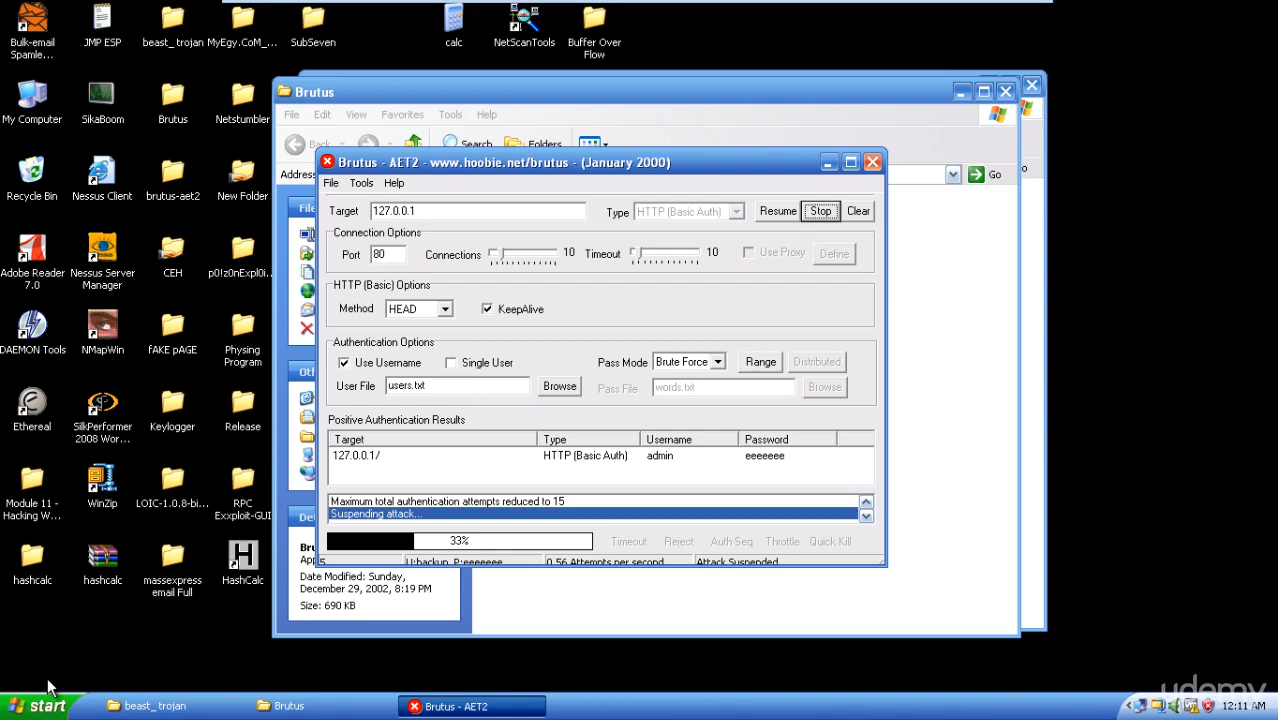 Bulk-email
Spamle...
JMP ESP
beast_trojan
MyEgy.CoM_...
SubSeven
calc
NetScanTools
Buffer Over
Flow
My Computer
SikaBoom
Brutus
Netstumbler
Recycle Bin
Nessus Client
brutus-aet2
New Folder
Adobe Reader
7.0
Nessus Server
Manager
CEH
p0!z0nExpl0i...
DAEMON Tools
NMapWin
fAKE pAGE
Physing
Program
Ethereal
SilkPerformer
2008 Wor...
Keylogger
Release
Module 11 -
Hacking W...
WinZip
LOIC-1.0.8-bi...
RPC
Exxploit-GUI
hashcalc
hashcalc
massexpress
email Full
HashCalc
Brutus
File Edit View Favorites Tools Help
Back
Search
Folders
Address
Go
Brutus - AET2 - www.hoobie.net/brutus - (January 2000)
File Tools Help
Target 127.0.0.1 Type HTTP (Basic Auth) Resume Stop Clear
Connection Options
Port 80 Connections 10 Timeout 10 Use Proxy Define
HTTP (Basic) Options
Method HEAD KeepAlive
Authentication Options
Use Username Single User Pass Mode Brute Force Range Distributed
User File users.txt Browse Pass File words.txt Browse
Positive Authentication Results
Target Type Username Password
127.0.0.1/ HTTP (Basic Auth) admin eeeeeee
Maximum total authentication attempts reduced to 15
Suspending attack...
33% Timeout Reject Auth Seq Throttle Quick Kill
5 U:backup P:eeeeeee 0.56 Attempts per second Attack Suspended
File
Oth
Det
Bru
App
Date Modified: Sunday,
December 29, 2002, 8:19 PM
Size: 690 KB
udemy
start beast_trojan Brutus Brutus - AET2 12:11 AM